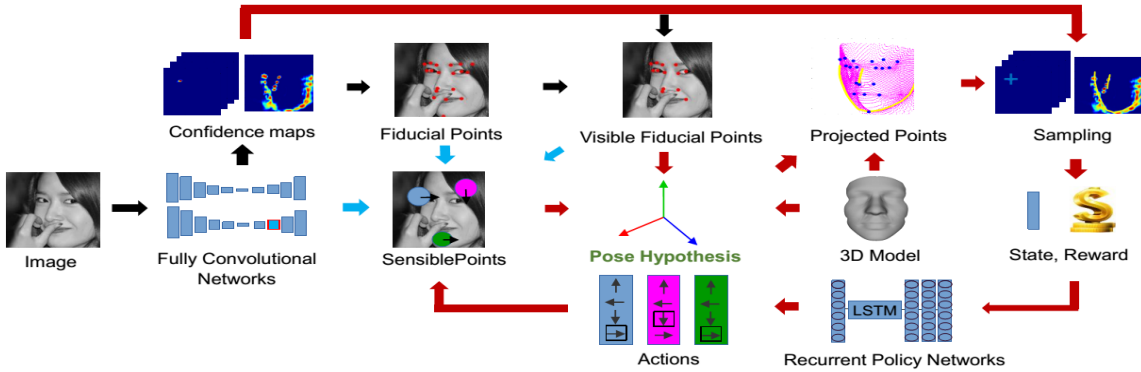 Confidence maps
Fiducial Points
Visible Fiducial Points
Projected Points
Sampling
Image
Fully Convolutional
Networks
SensiblePoints
Pose Hypothesis
3D Model
State, Reward
S
LSTM
Actions
Recurrent Policy Networks